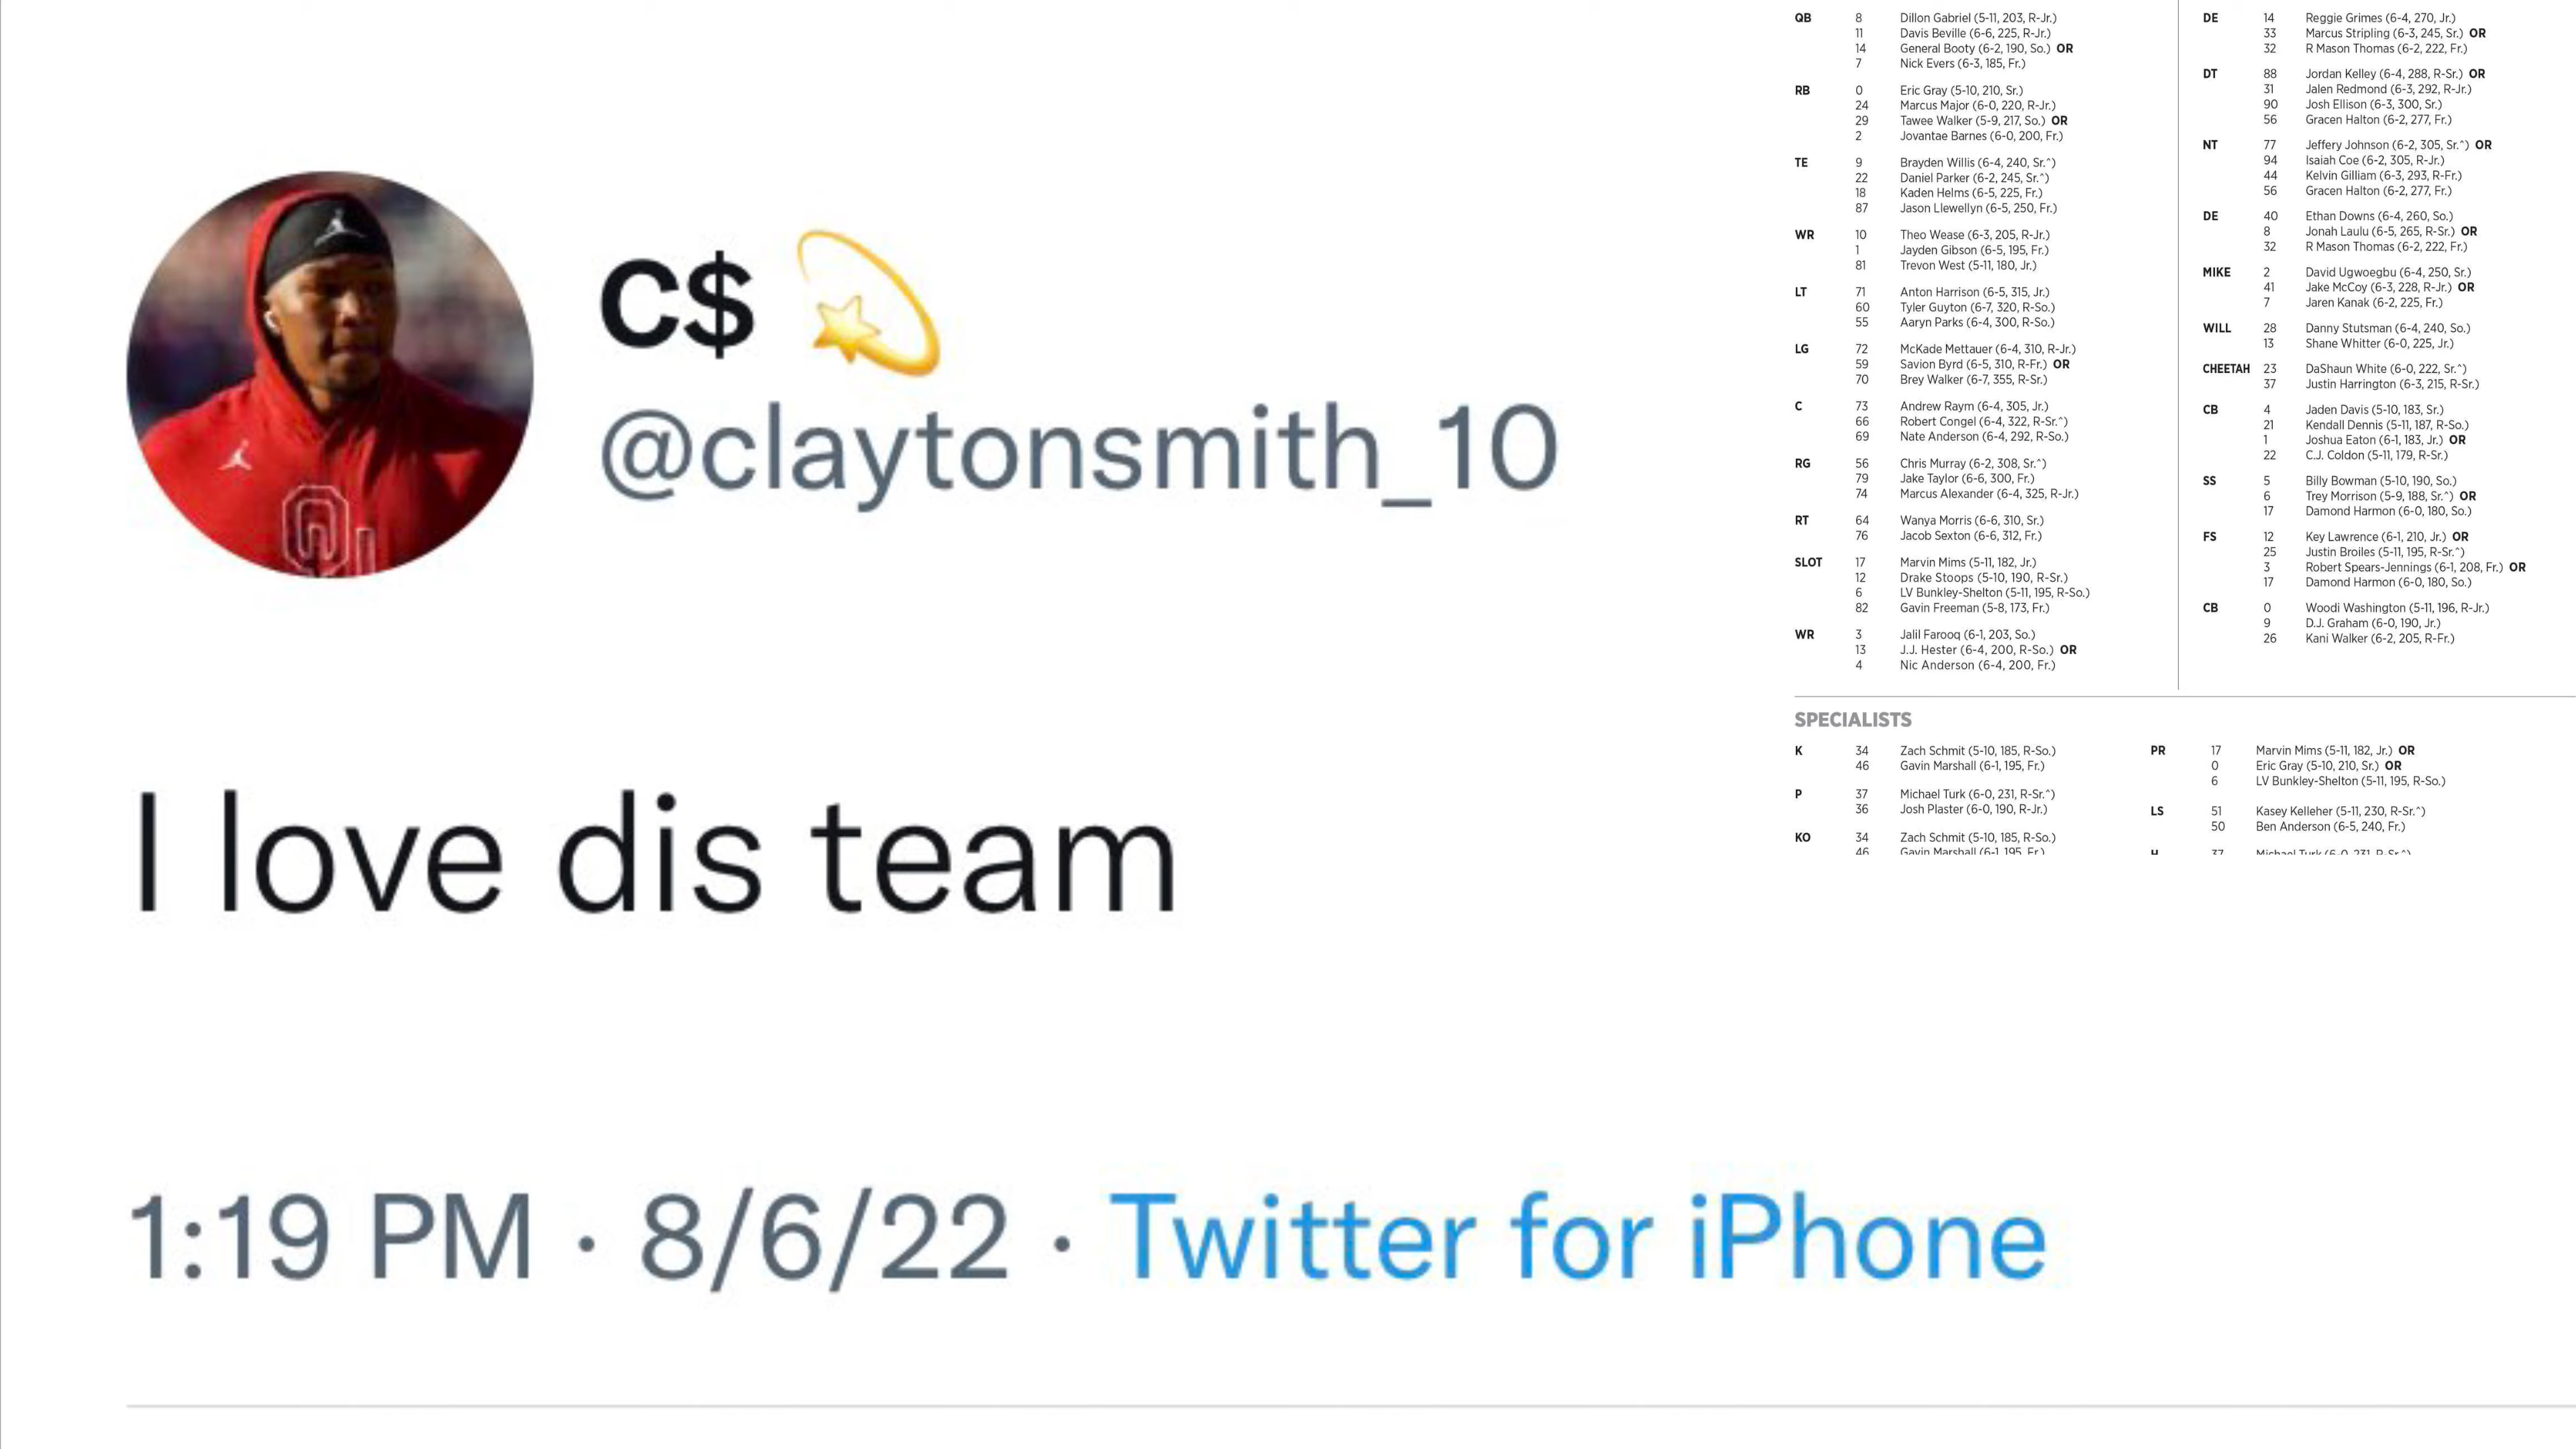 C$
@claytonsmith_10
I love dis team
1:19 PM · 8/6/22 · Twitter for iPhone
QB 8 Dillon Gabriel (5-11, 203, R-Jr.)
11 Davis Beville (6-6, 225, R-Jr.)
14 General Booty (6-2, 190, So.) OR
7 Nick Evers (6-3, 185, Fr.)
RB 0 Eric Gray (5-10, 210, Sr.)
24 Marcus Major (6-0, 220, R-Jr.)
29 Tawee Walker (5-9, 217, So.) OR
2 Jovantae Barnes (6-0, 200, Fr.)
TE 9 Brayden Willis (6-4, 240, Sr.^)
22 Daniel Parker (6-2, 245, Sr.^)
18 Kaden Helms (6-5, 225, Fr.)
87 Jason Llewellyn (6-5, 250, Fr.)
WR 10 Theo Wease (6-3, 205, R-Jr.)
1 Jayden Gibson (6-5, 195, Fr.)
81 Trevon West (5-11, 180, Jr.)
LT 71 Anton Harrison (6-5, 315, Jr.)
60 Tyler Guyton (6-7, 320, R-So.)
55 Aaryn Parks (6-4, 300, R-So.)
LG 72 McKade Mettauer (6-4, 310, R-Jr.)
59 Savion Byrd (6-5, 310, R-Fr.) OR
70 Brey Walker (6-7, 355, R-Sr.)
C 73 Andrew Raym (6-4, 305, Jr.)
66 Robert Congel (6-4, 322, R-Sr.^)
69 Nate Anderson (6-4, 292, R-So.)
RG 56 Chris Murray (6-2, 308, Sr.^)
79 Jake Taylor (6-6, 300, Fr.)
74 Marcus Alexander (6-4, 325, R-Jr.)
RT 64 Wanya Morris (6-6, 310, Sr.)
76 Jacob Sexton (6-6, 312, Fr.)
SLOT 17 Marvin Mims (5-11, 182, Jr.)
12 Drake Stoops (5-10, 190, R-Sr.)
6 LV Bunkley-Shelton (5-11, 195, R-So.)
82 Gavin Freeman (5-8, 173, Fr.)
WR 3 Jalil Farooq (6-1, 203, So.)
13 J.J. Hester (6-4, 200, R-So.) OR
4 Nic Anderson (6-4, 200, Fr.)
DE 14 Reggie Grimes (6-4, 270, Jr.)
33 Marcus Stripling (6-3, 245, Sr.) OR
32 R Mason Thomas (6-2, 222, Fr.)
DT 88 Jordan Kelley (6-4, 288, R-Sr.) OR
31 Jalen Redmond (6-3, 292, R-Jr.)
90 Josh Ellison (6-3, 300, Sr.)
56 Gracen Halton (6-2, 277, Fr.)
NT 77 Jeffery Johnson (6-2, 305, Sr.^) OR
94 Isaiah Coe (6-2, 305, R-Jr.)
44 Kelvin Gilliam (6-3, 293, R-Fr.)
56 Gracen Halton (6-2, 277, Fr.)
DE 40 Ethan Downs (6-4, 260, So.)
8 Jonah Laulu (6-5, 265, R-Sr.) OR
32 R Mason Thomas (6-2, 222, Fr.)
MIKE 2 David Ugwoegbu (6-4, 250, Sr.)
41 Jake McCoy (6-3, 228, R-Jr.) OR
7 Jaren Kanak (6-2, 225, Fr.)
WILL 28 Danny Stutsman (6-4, 240, So.)
13 Shane Whitter (6-0, 225, Jr.)
CHEETAH 23 DaShaun White (6-0, 222, Sr.^)
37 Justin Harrington (6-3, 215, R-Sr.)
CB 4 Jaden Davis (5-10, 183, Sr.)
21 Kendall Dennis (5-11, 187, R-So.)
1 Joshua Eaton (6-1, 183, Jr.) OR
22 C.J. Coldon (5-11, 179, R-Sr.)
SS 5 Billy Bowman (5-10, 190, So.)
6 Trey Morrison (5-9, 188, Sr.^) OR
17 Damond Harmon (6-0, 180, So.)
FS 12 Key Lawrence (6-1, 210, Jr.) OR
25 Justin Broiles (5-11, 195, R-Sr.^)
3 Robert Spears-Jennings (6-1, 208, Fr.) OR
17 Damond Harmon (6-0, 180, So.)
CB 0 Woodi Washington (5-11, 196, R-Jr.)
9 D.J. Graham (6-0, 190, Jr.)
26 Kani Walker (6-2, 205, R-Fr.)
SPECIALISTS
K 34 Zach Schmit (5-10, 185, R-So.)
46 Gavin Marshall (6-1, 195, Fr.)
P 37 Michael Turk (6-0, 231, R-Sr.^)
36 Josh Plaster (6-0, 190, R-Jr.)
KO 34 Zach Schmit (5-10, 185, R-So.)
46 Gavin Marshall (6-1, 195, Fr.)
PR 17 Marvin Mims (5-11, 182, Jr.) OR
0 Eric Gray (5-10, 210, Sr.) OR
6 LV Bunkley-Shelton (5-11, 195, R-So.)
LS 51 Kasey Kelleher (5-11, 230, R-Sr.^)
50 Ben Anderson (6-5, 240, Fr.)
H 37 Michael Turk (6-0, 231, R-Sr.^)